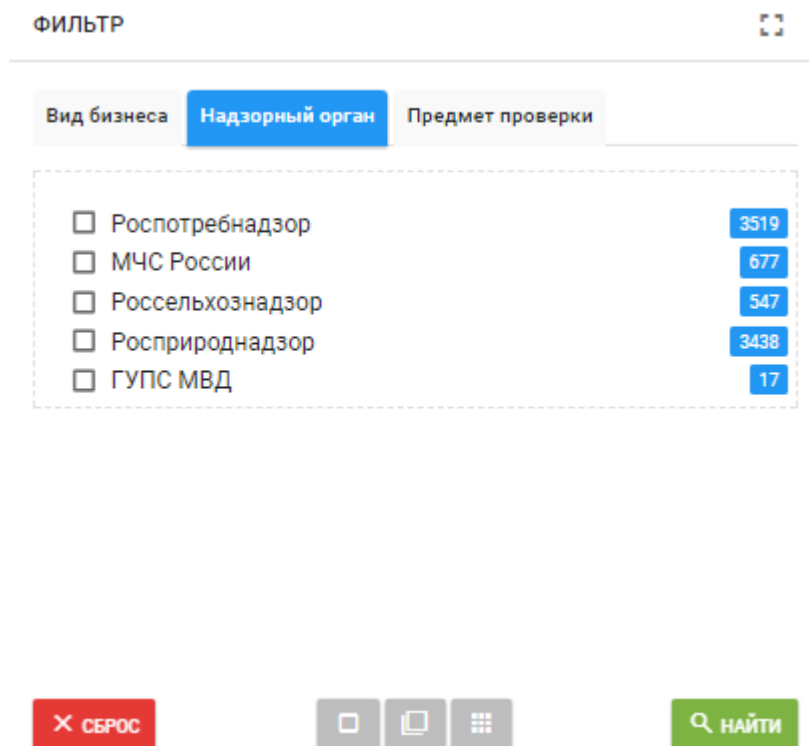 ФИЛЬТР
Вид бизнеса Надзорный орган Предмет проверки
Роспотребнадзор 3519
МЧС России 677
Россельхознадзор 547
Росприроднадзор 3438
ГУПС МВД 17
СБРОС НАЙТИ